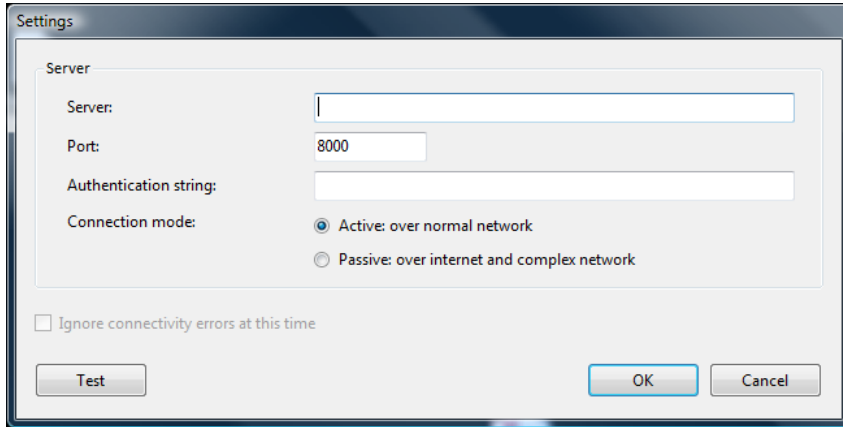 Settings
Server
Server:
Port: 8000
Authentication string:
Connection mode: Active: over normal network
Passive: over internet and complex network
Ignore connectivity errors at this time
Test OK Cancel